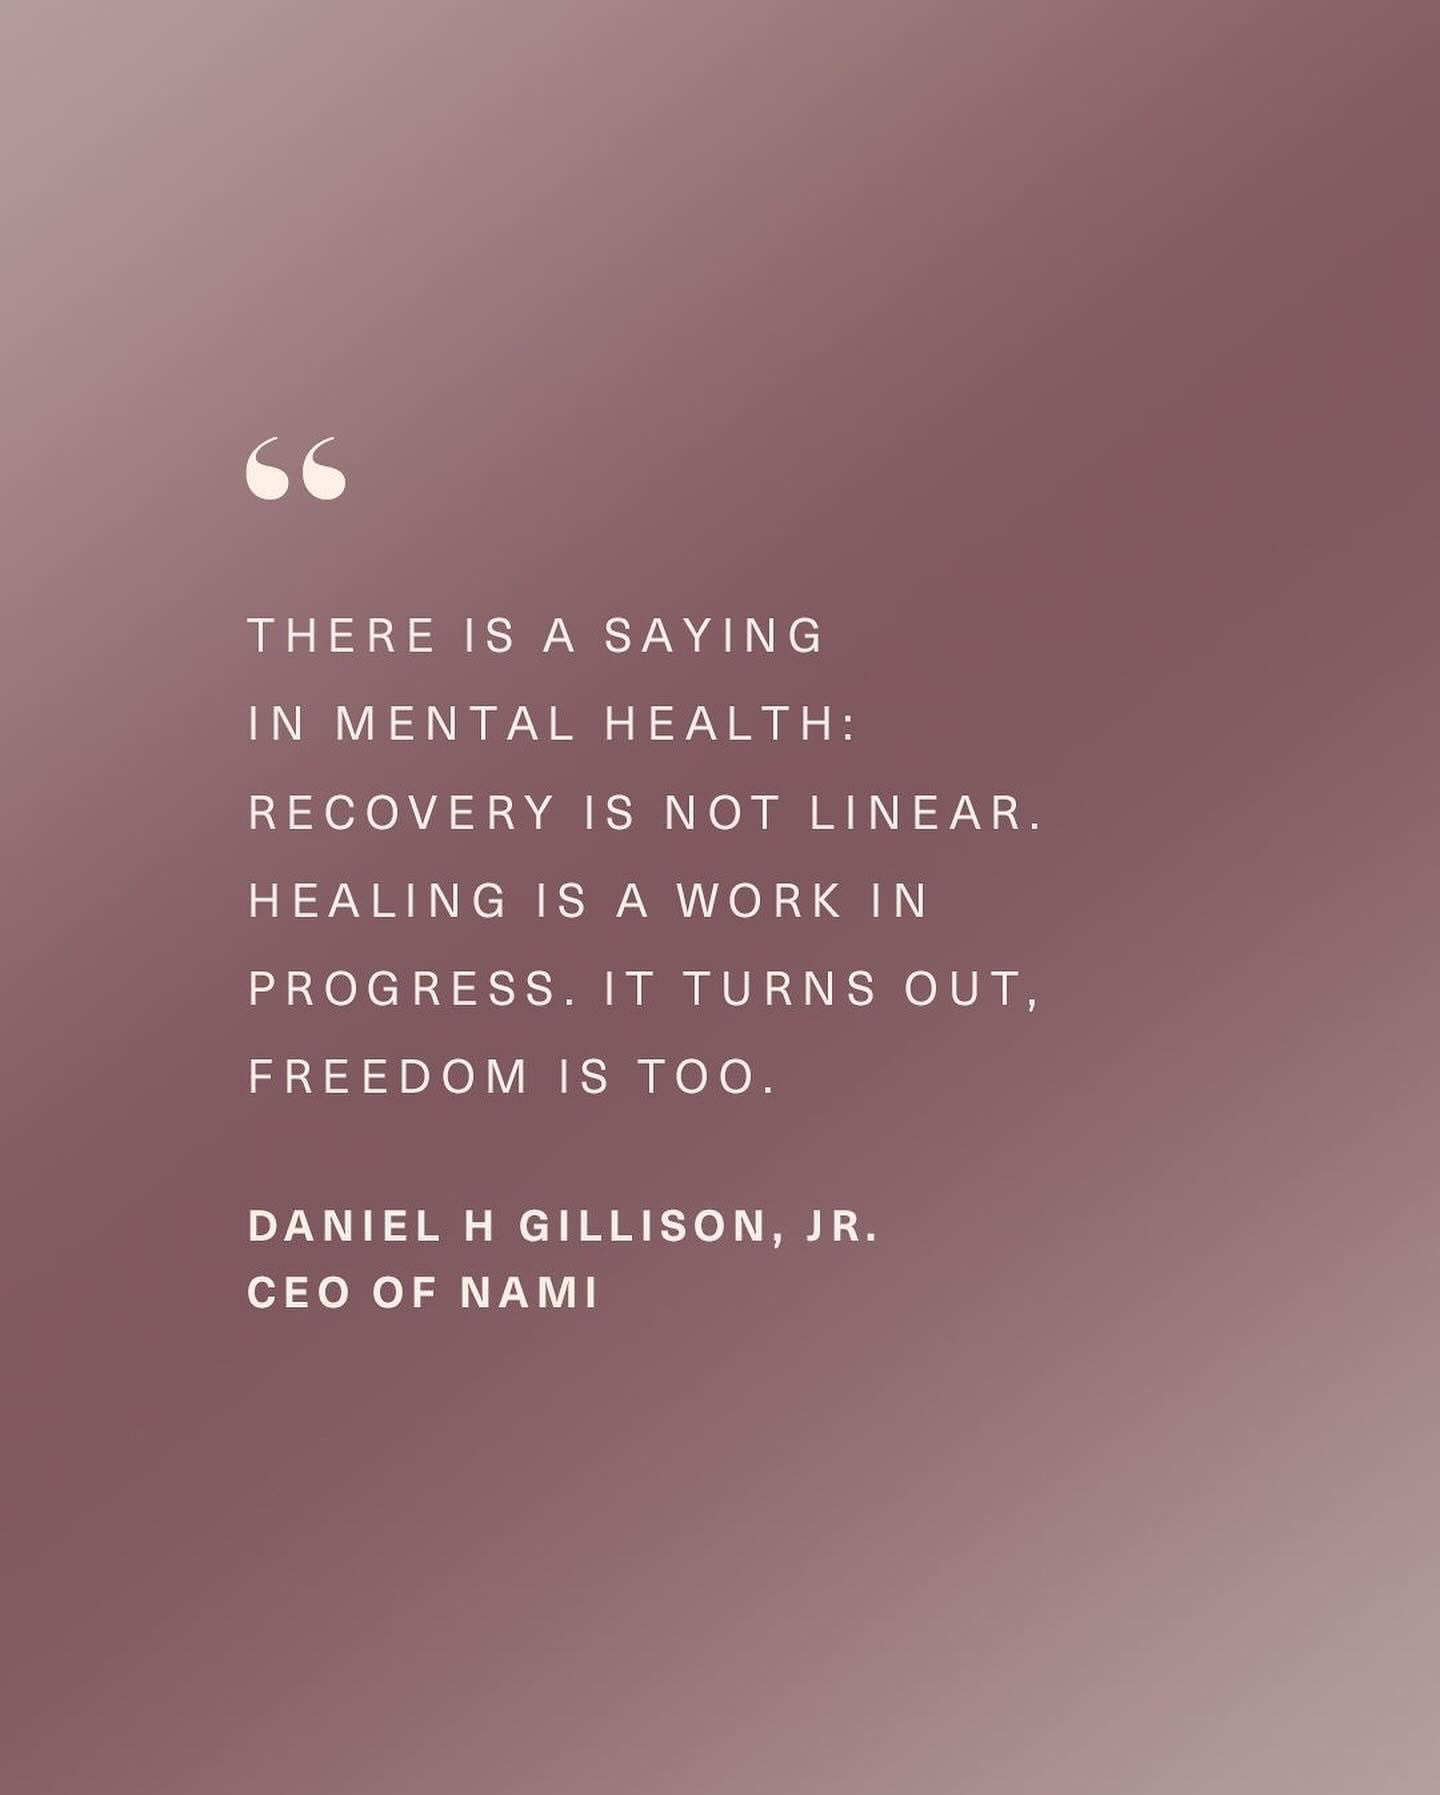 “
THERE IS A SAYING
IN MENTAL HEALTH:
RECOVERY IS NOT LINEAR.
HEALING IS A WORK IN
PROGRESS. IT TURNS OUT,
FREEDOM IS TOO.
DANIEL H GILLISON, JR.
CEO OF NAMI